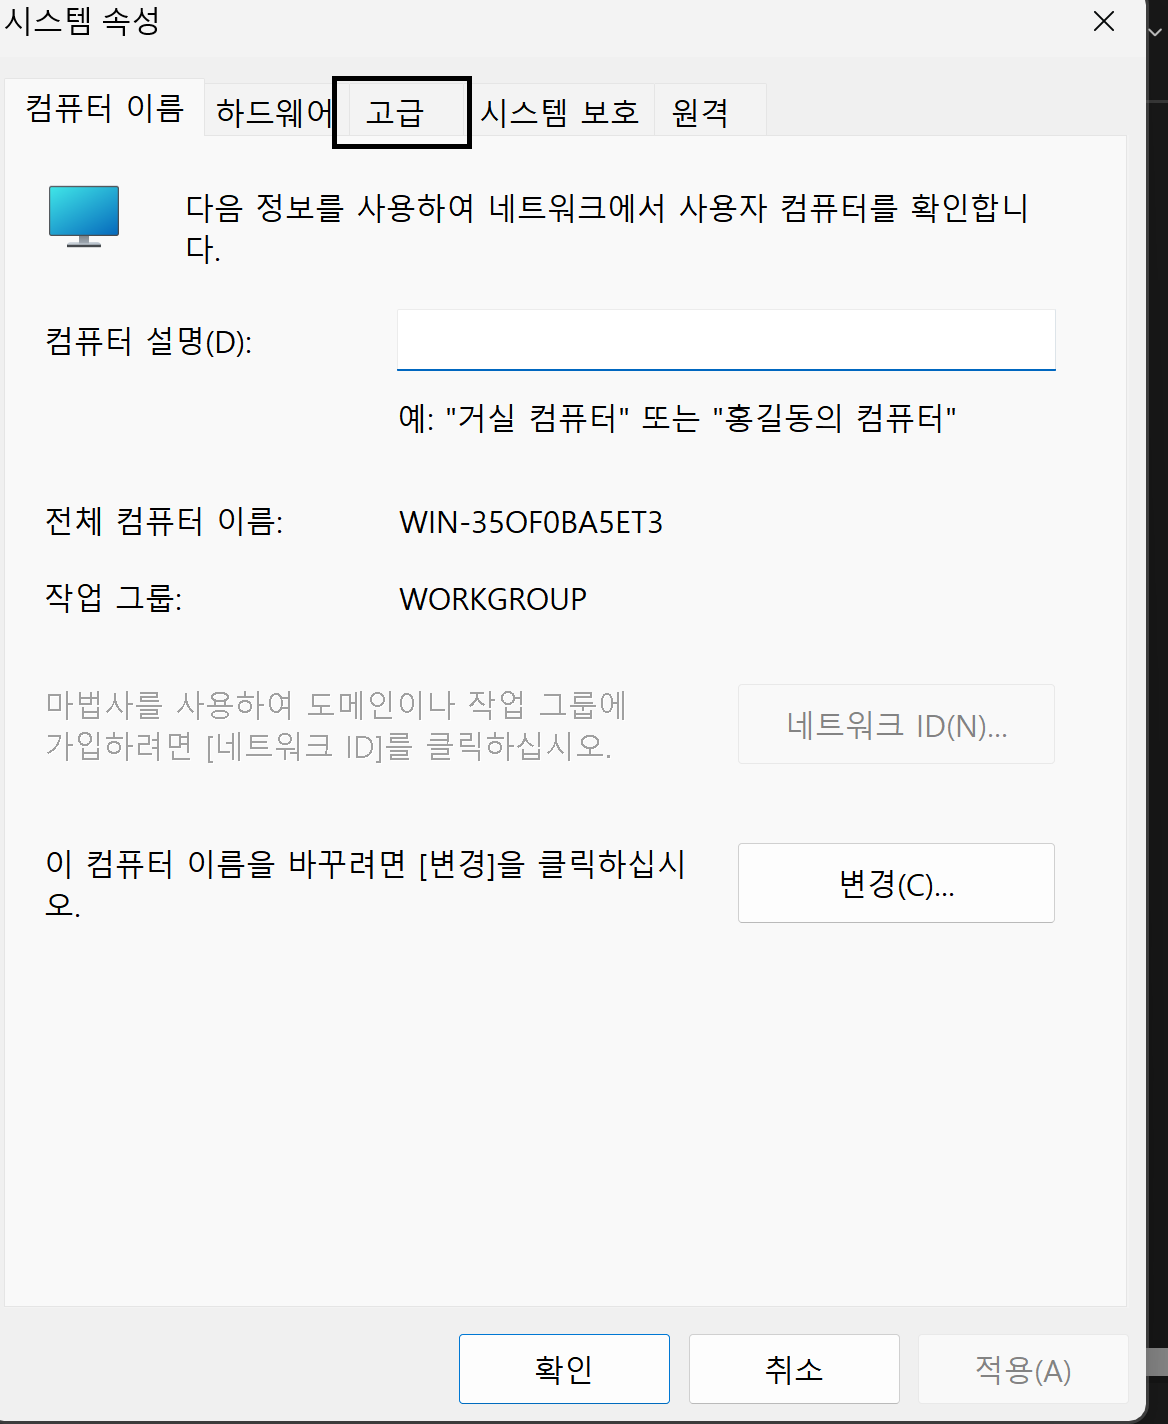 시스템 속성
컴퓨터 이름 하드웨어 고급 시스템 보호 원격
다음 정보를 사용하여 네트워크에서 사용자 컴퓨터를 확인합니
다.
컴퓨터 설명(D):
예: "거실 컴퓨터" 또는 "홍길동의 컴퓨터"
전체 컴퓨터 이름: WIN-35OF0BA5ET3
작업 그룹: WORKGROUP
마법사를 사용하여 도메인이나 작업 그룹에
가입하려면 [네트워크 ID]를 클릭하십시오.
네트워크 ID(N)...
이 컴퓨터 이름을 바꾸려면 [변경]을 클릭하십시
오.
변경(C)...
확인 취소 적용(A)